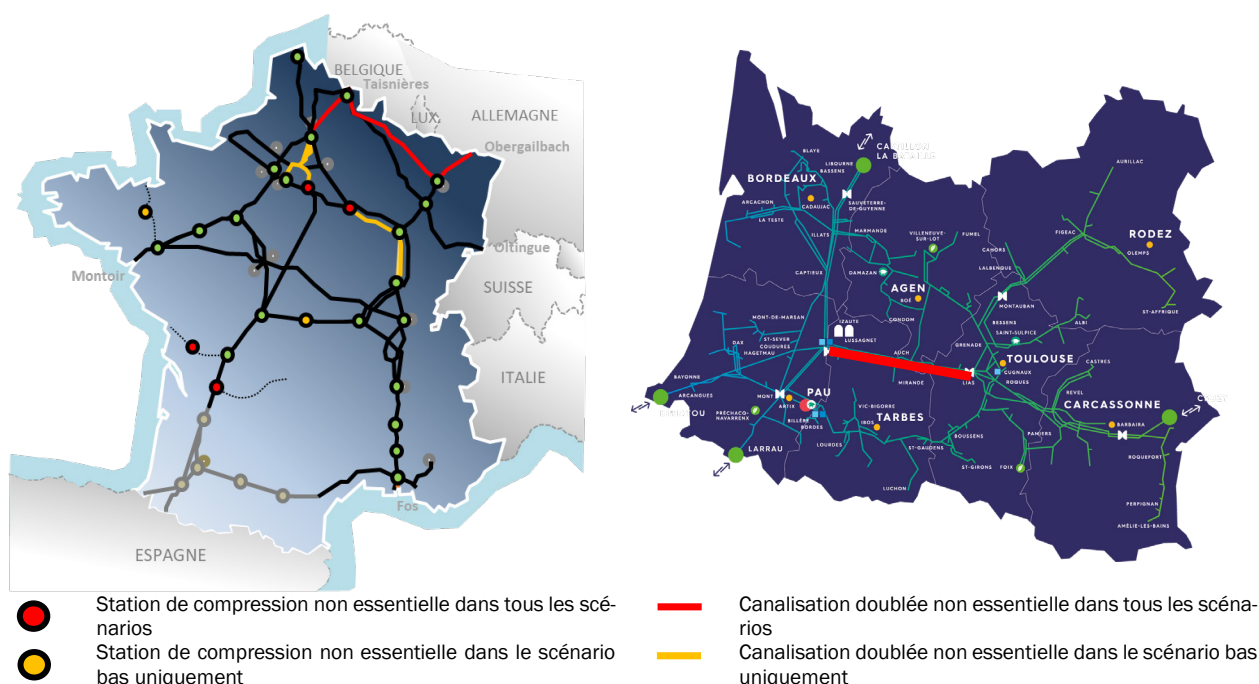 BELGIQUE
Taisnières
LUX.
ALLEMAGNE
Obergailbach
Oltingue
SUISSE
ITALIE
Montoir
Fos
ESPAGNE
CASTILLON
LA BATAILLE
BLAYE
LIBOURNE
BASSENS
BORDEAUX
CADAUJAC
SAUVETERRE-
DE-GUYENNE
ARCACHON
LA TESTE
ILLATS
MARMANDE
VILLENEUVE-
SUR-LOT
FUMEL
AURILLAC
FIGEAC
RODEZ
OLEMPS
CAHORS
LALBENQUE
CAPTIEUX
DAMAZAN
AGEN
BOÉ
CONDOM
MONTAUBAN
ST-AFFRIQUE
MONT-DE-MARSAN
IZAUTE
LUSSAGNET
BESSENS
SAINT-SULPICE
ALBI
DAX
ST-SEVER
COUDURES
HAGETMAU
GRENADE
AUCH
TOULOUSE
CUGNAUX
ROQUES
CASTRES
BAYONNE
ARCANGUES
MIRANDE
LIAS
REVEL
MONT
ARTIX
PAU
CARCASSONNE
BARBAIRA
PRÉCHACQ-
NAVARRENX
BILLÈRE
BORDES
VIC-BIGORRE
IBOS
TARBES
PAMIERS
LARRAU
LOURDES
ST-GAUDENS
BOUSSENS
ROQUEFORT
ST-GIRONS
FOIX
LUCHON
PERPIGNAN
AMÉLIE-LES-BAINS
Station de compression non essentielle dans tous les scé-
narios
Station de compression non essentielle dans le scénario
bas uniquement
Canalisation doublée non essentielle dans tous les scéna-
rios
Canalisation doublée non essentielle dans le scénario bas
uniquement